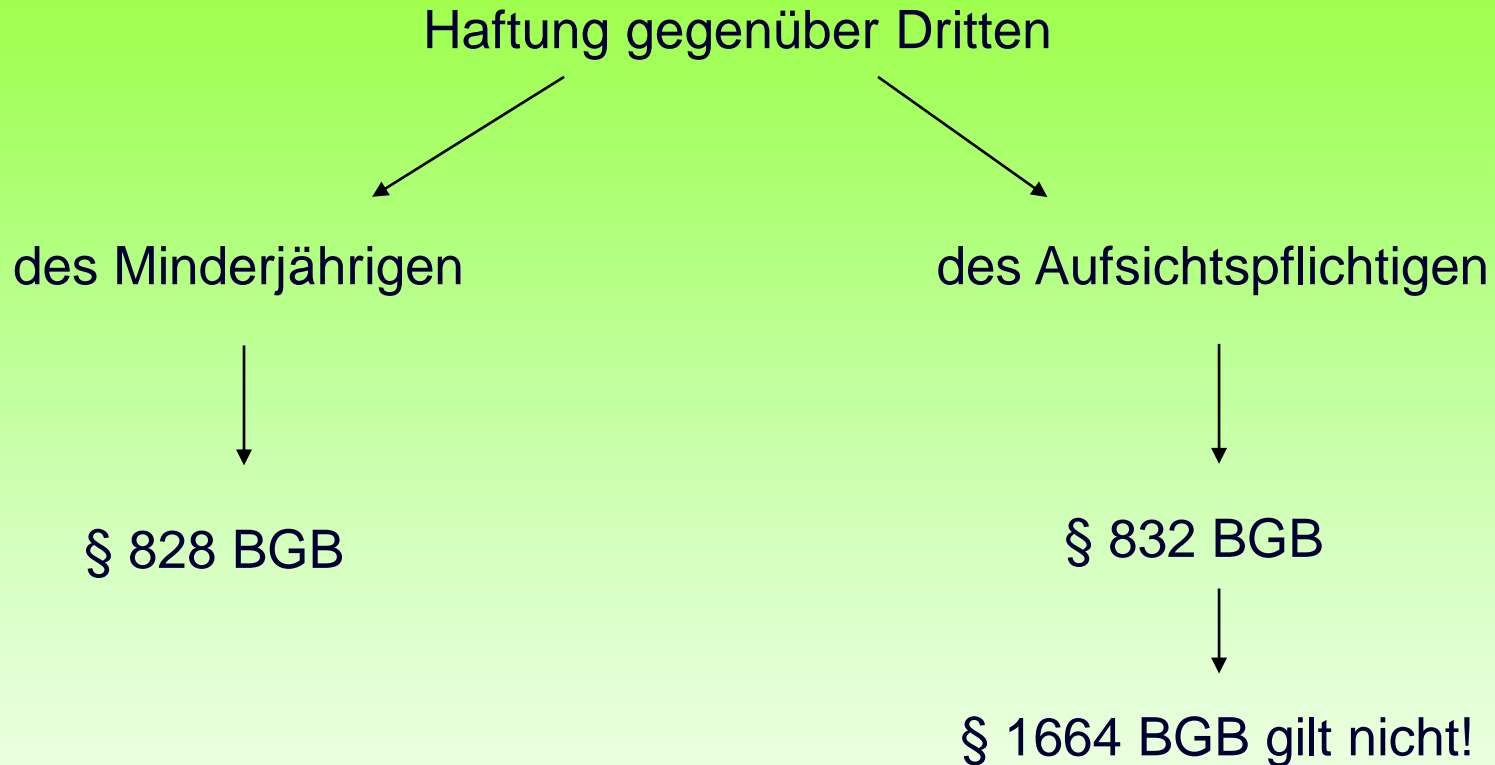 Haftung gegenüber Dritten
des Minderjährigen
des Aufsichtspflichtigen
§ 828 BGB
§ 832 BGB
§ 1664 BGB gilt nicht!